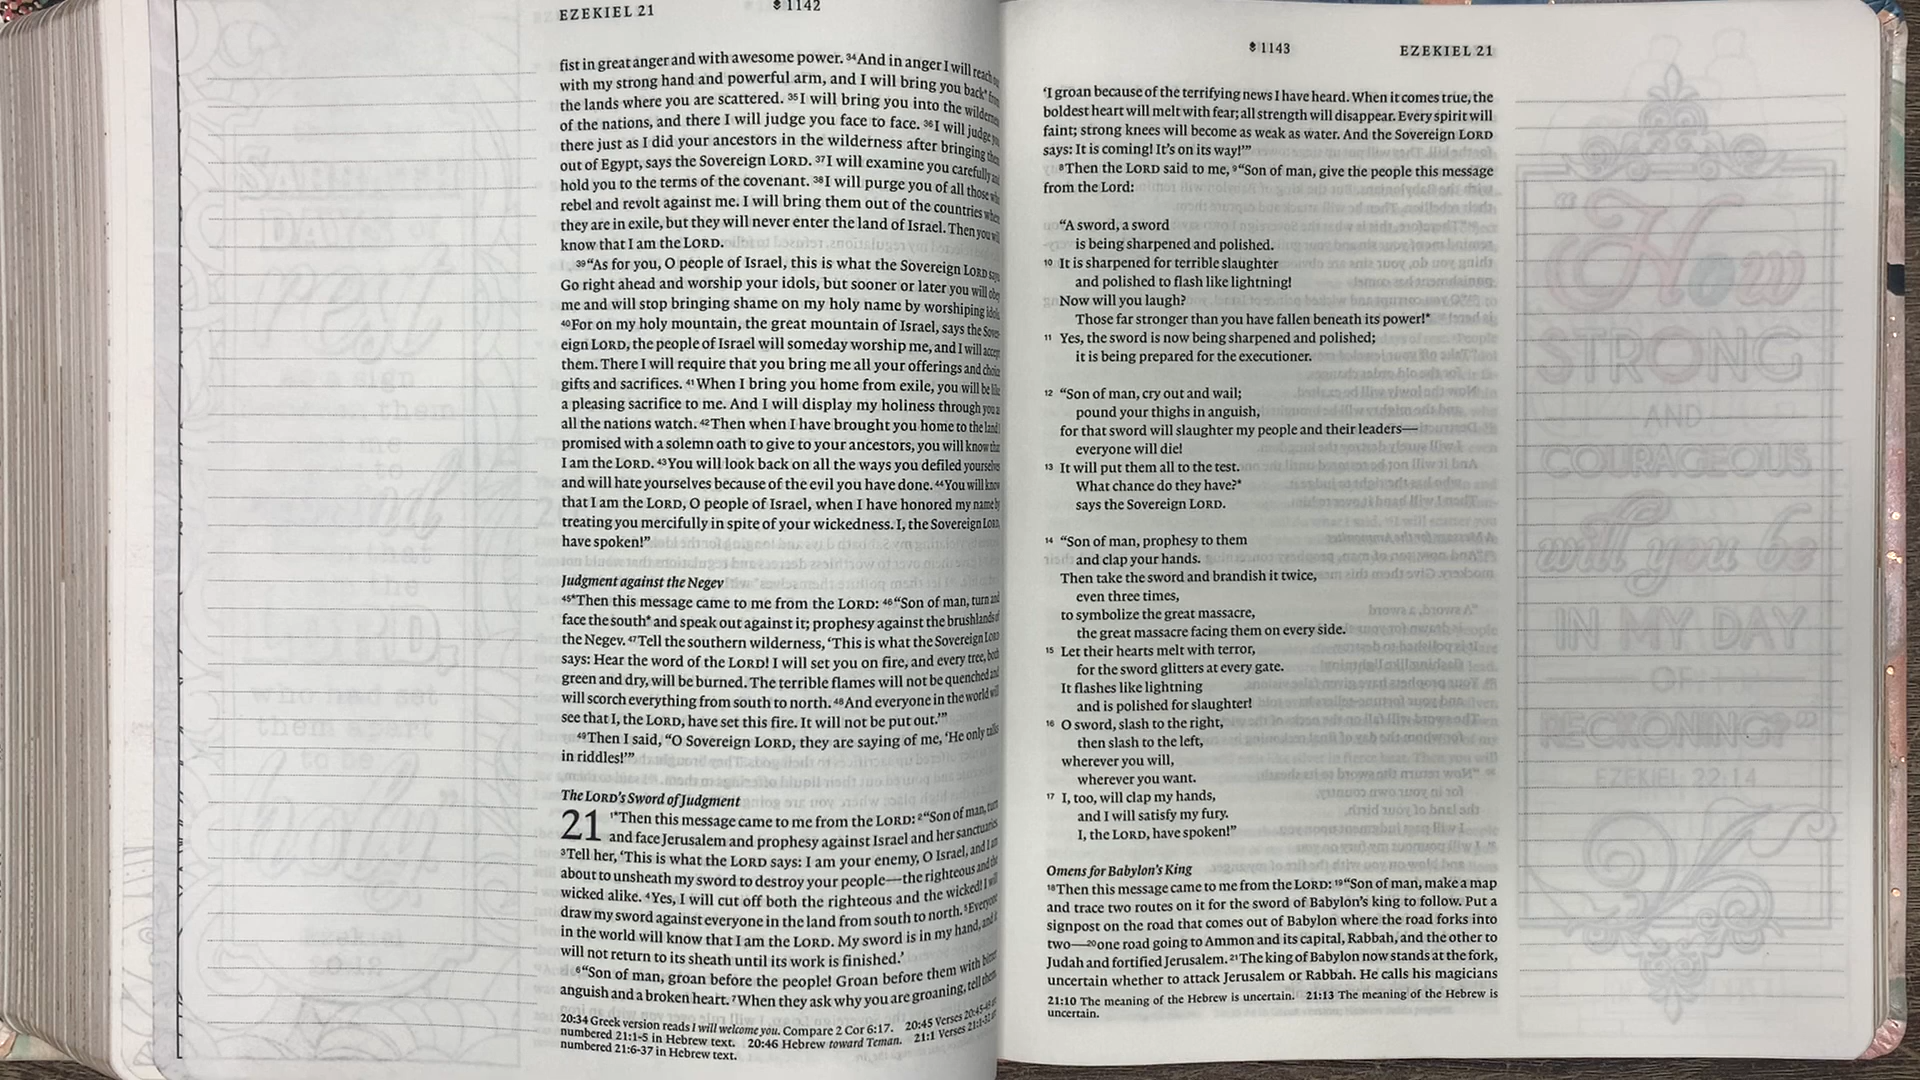 EZEKIEL 21
1142
fist in great anger and with awesome power. 34And in anger I will reach
with my strong hand and powerful arm, and I will bring you back* from
the lands where you are scattered. 35I will bring you into the wilderness
of the nations, and there I will judge you face to face. 36I will judge you
there just as I did your ancestors in the wilderness after bringing them
out of Egypt, says the Sovereign LORD. 37I will examine you carefully and
hold you to the terms of the covenant. 38I will purge you of all those who
rebel and revolt against me. I will bring them out of the countries where
they are in exile, but they will never enter the land of Israel. Then you will
know that I am the LORD.
39“As for you, O people of Israel, this is what the Sovereign LORD says
Go right ahead and worship your idols, but sooner or later you will obey
me and will stop bringing shame on my holy name by worshiping idols
40For on my holy mountain, the great mountain of Israel, says the Sover-
eign LORD, the people of Israel will someday worship me, and I will accept
them. There I will require that you bring me all your offerings and choice
gifts and sacrifices. 41When I bring you home from exile, you will be like
a pleasing sacrifice to me. And I will display my holiness through you as
all the nations watch. 42Then when I have brought you home to the land I
promised with a solemn oath to give to your ancestors, you will know that
I am the LORD. 43You will look back on all the ways you defiled yourselves
and will hate yourselves because of the evil you have done. 44You will know
that I am the LORD, O people of Israel, when I have honored my name by
treating you mercifully in spite of your wickedness. I, the Sovereign LORD,
have spoken!”
Judgment against the Negev
45*Then this message came to me from the LORD: 46“Son of man, turn and
face the south* and speak out against it; prophesy against the brushlands of
the Negev. 47Tell the southern wilderness, ‘This is what the Sovereign LORD
says: Hear the word of the LORD! I will set you on fire, and every tree, both
green and dry, will be burned. The terrible flames will not be quenched and
will scorch everything from south to north. 48And everyone in the world will
see that I, the LORD, have set this fire. It will not be put out.’”
49Then I said, “O Sovereign LORD, they are saying of me, ‘He only talks
in riddles!’”
The LORD’s Sword of Judgment
21 1*Then this message came to me from the LORD: 2“Son of man, turn
and face Jerusalem and prophesy against Israel and her sanctuaries
3Tell her, ‘This is what the LORD says: I am your enemy, O Israel, and I am
about to unsheath my sword to destroy your people—the righteous and the
wicked alike. 4Yes, I will cut off both the righteous and the wicked! I will
draw my sword against everyone in the land from south to north. 5Everyone
in the world will know that I am the LORD. My sword is in my hand, and it
will not return to its sheath until its work is finished.’
6“Son of man, groan before the people! Groan before them with bitter
anguish and a broken heart. 7When they ask why you are groaning, tell them
20:34 Greek version reads I will welcome you. Compare 2 Cor 6:17. 20:45 Verses 20:45-49 are
numbered 21:1-5 in Hebrew text. 20:46 Hebrew toward Teman. 21:1 Verses 21:1-32 are
numbered 21:6-37 in Hebrew text.
1143
EZEKIEL 21
‘I groan because of the terrifying news I have heard. When it comes true, the
boldest heart will melt with fear; all strength will disappear. Every spirit will
faint; strong knees will become as weak as water. And the Sovereign LORD
says: It is coming! It’s on its way!’”
8Then the LORD said to me, 9“Son of man, give the people this message
from the Lord:
“A sword, a sword
is being sharpened and polished.
10 It is sharpened for terrible slaughter
and polished to flash like lightning!
Now will you laugh?
Those far stronger than you have fallen beneath its power!*
11 Yes, the sword is now being sharpened and polished;
it is being prepared for the executioner.
12 “Son of man, cry out and wail;
pound your thighs in anguish,
for that sword will slaughter my people and their leaders—
everyone will die!
13 It will put them all to the test.
What chance do they have?*
says the Sovereign LORD.
14 “Son of man, prophesy to them
and clap your hands.
Then take the sword and brandish it twice,
even three times,
to symbolize the great massacre,
the great massacre facing them on every side.
15 Let their hearts melt with terror,
for the sword glitters at every gate.
It flashes like lightning
and is polished for slaughter!
16 O sword, slash to the right,
then slash to the left,
wherever you will,
wherever you want.
17 I, too, will clap my hands,
and I will satisfy my fury.
I, the LORD, have spoken!”
Omens for Babylon’s King
18Then this message came to me from the LORD: 19“Son of man, make a map
and trace two routes on it for the sword of Babylon’s king to follow. Put a
signpost on the road that comes out of Babylon where the road forks into
two—20one road going to Ammon and its capital, Rabbah, and the other to
Judah and fortified Jerusalem. 21The king of Babylon now stands at the fork,
uncertain whether to attack Jerusalem or Rabbah. He calls his magicians
21:10 The meaning of the Hebrew is uncertain. 21:13 The meaning of the Hebrew is
uncertain.
“How
STRONG
AND
COURAGEOUS
will you be
IN MY DAY
OF
RECKONING?”
EZEKIEL 22:14